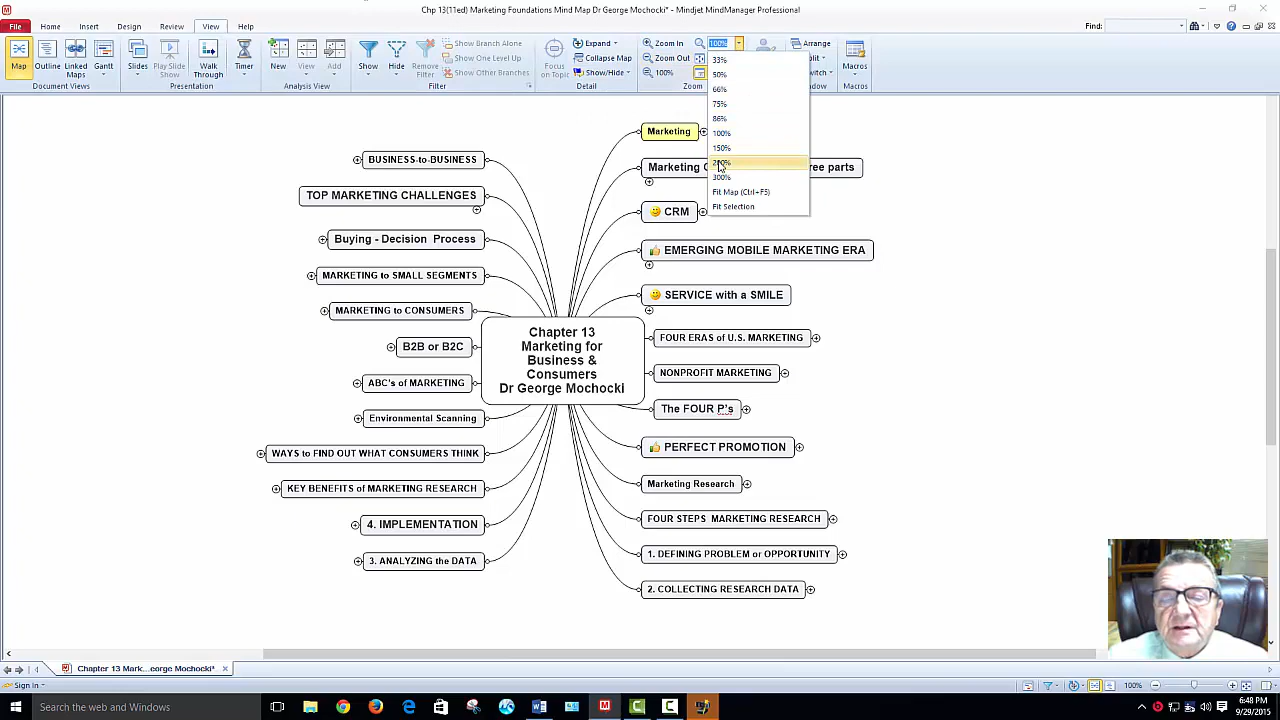 Chp 13(11ed) Marketing Foundations Mind Map Dr George Mochocki* - Mindjet MindManager Professional
File Home Insert Design Review View Help Find:
Map
Outline
Linked Maps
Gantt
Document Views
Slides
Play Slide Show
Walk Through
Presentation
Timer
New
View
Analysis View
Show
Hide
Remove Filter
Show Branch Alone
Show One Level Up
Show Other Branches
Filter
Focus on Topic
Expand
Collapse Map
Show/Hide
Detail
Zoom In
Zoom Out
100%
Zoom
100%
Arrange
Macros
Macros
33%
50%
66%
75%
86%
100%
150%
300%
Fit Map (Ctrl+F5)
Fit Selection
Marketing
ree parts
CRM
EMERGING MOBILE MARKETING ERA
SERVICE with a SMILE
FOUR ERAS of U.S. MARKETING
NONPROFIT MARKETING
The FOUR P's
PERFECT PROMOTION
Marketing Research
FOUR STEPS MARKETING RESEARCH
1. DEFINING PROBLEM or OPPORTUNITY
2. COLLECTING RESEARCH DATA
BUSINESS-to-BUSINESS
TOP MARKETING CHALLENGES
Buying - Decision Process
MARKETING to SMALL SEGMENTS
MARKETING to CONSUMERS
B2B or B2C
ABC's of MARKETING
Environmental Scanning
WAYS to FIND OUT WHAT CONSUMERS THINK
KEY BENEFITS of MARKETING RESEARCH
4. IMPLEMENTATION
3. ANALYZING the DATA
Chapter 13
Marketing for
Business &
Consumers
Dr George Mochocki
Chapter 13 Mark...eorge Mochocki*
Sign In
100%
Search the web and Windows
6:48 PM
9/29/2015